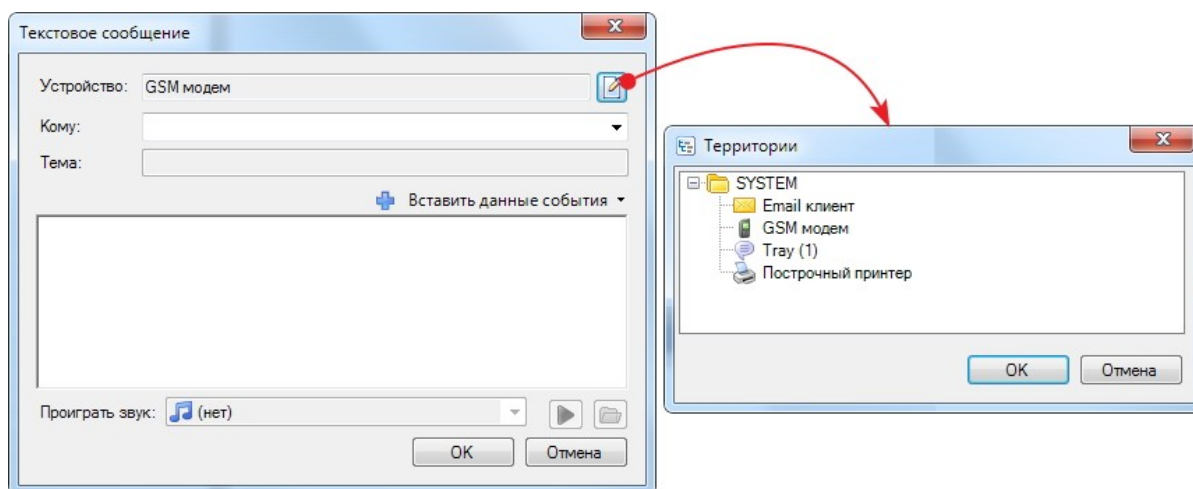 Текстовое сообщение
Устройство: GSM модем
Кому:
Тема:
Вставить данные события
Проиграть звук: (нет)
OK Отмена
Территории
SYSTEM
Email клиент
GSM модем
Tray (1)
Построчный принтер
OK Отмена